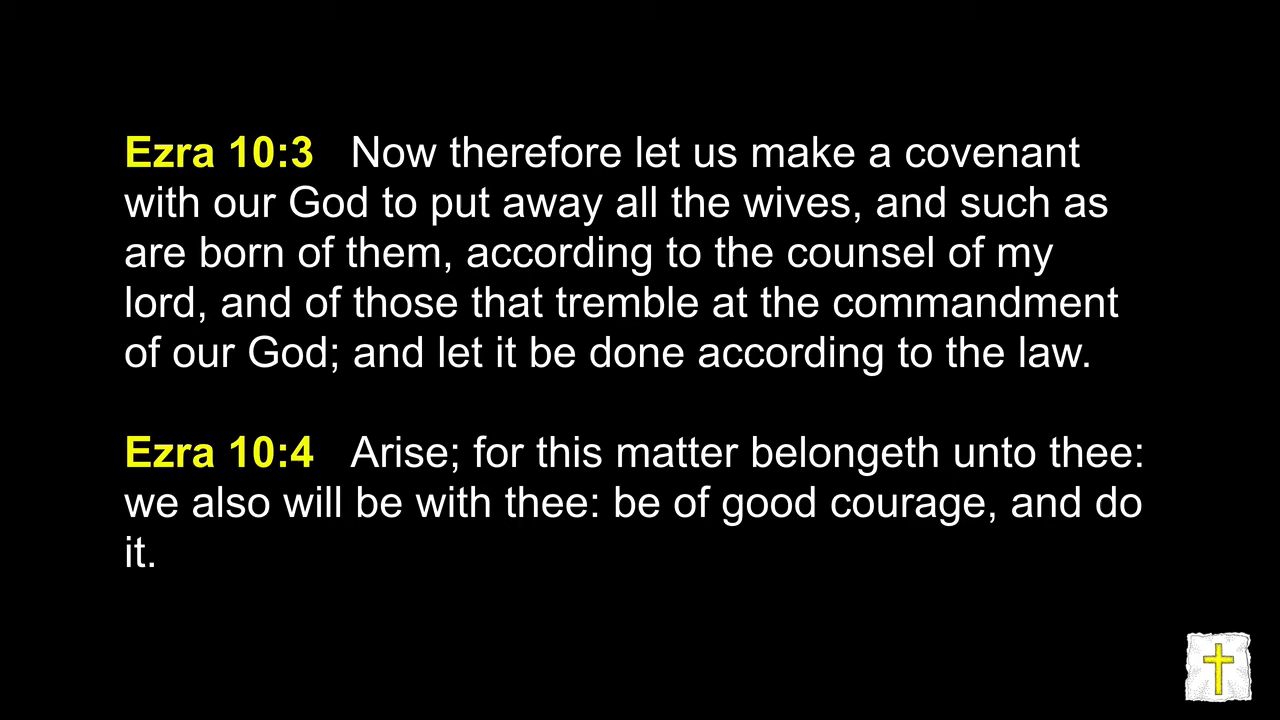 Ezra 10:3 Now therefore let us make a covenant
with our God to put away all the wives, and such as
are born of them, according to the counsel of my
lord, and of those that tremble at the commandment
of our God; and let it be done according to the law.
Ezra 10:4 Arise; for this matter belongeth unto thee:
we also will be with thee: be of good courage, and do
it.